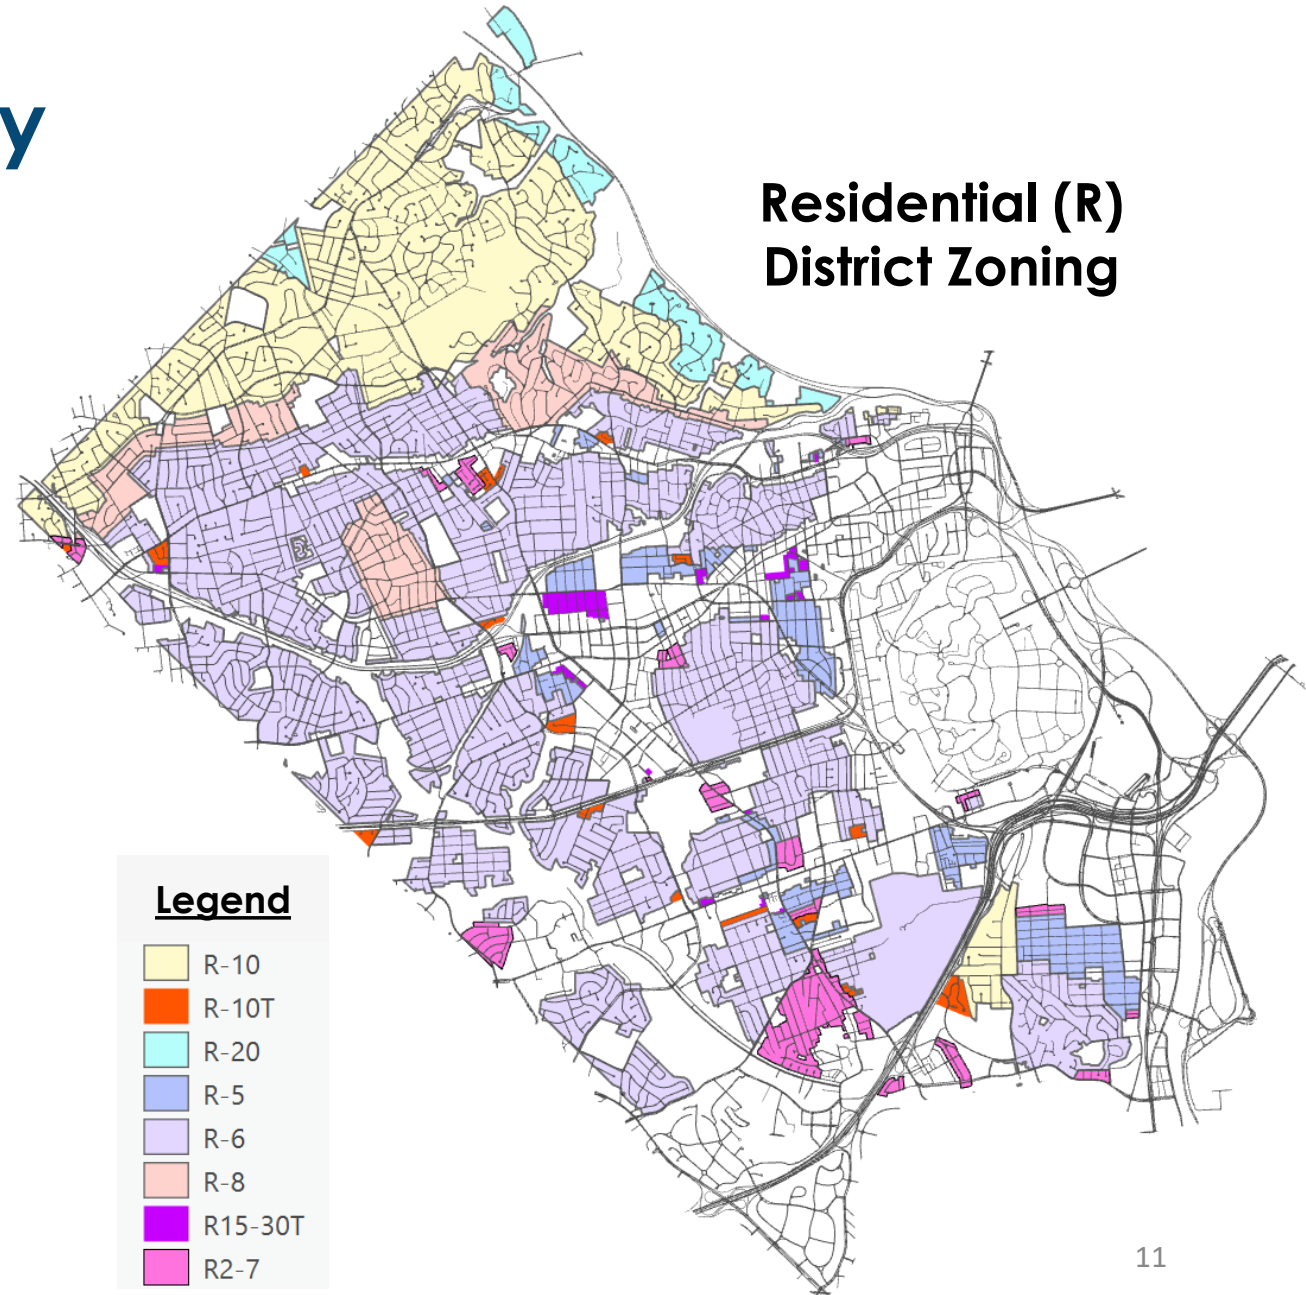 y
Residential (R)
District Zoning
Legend
R-10
R-10T
R-20
R-5
R-6
R-8
R15-30T
R2-7
11